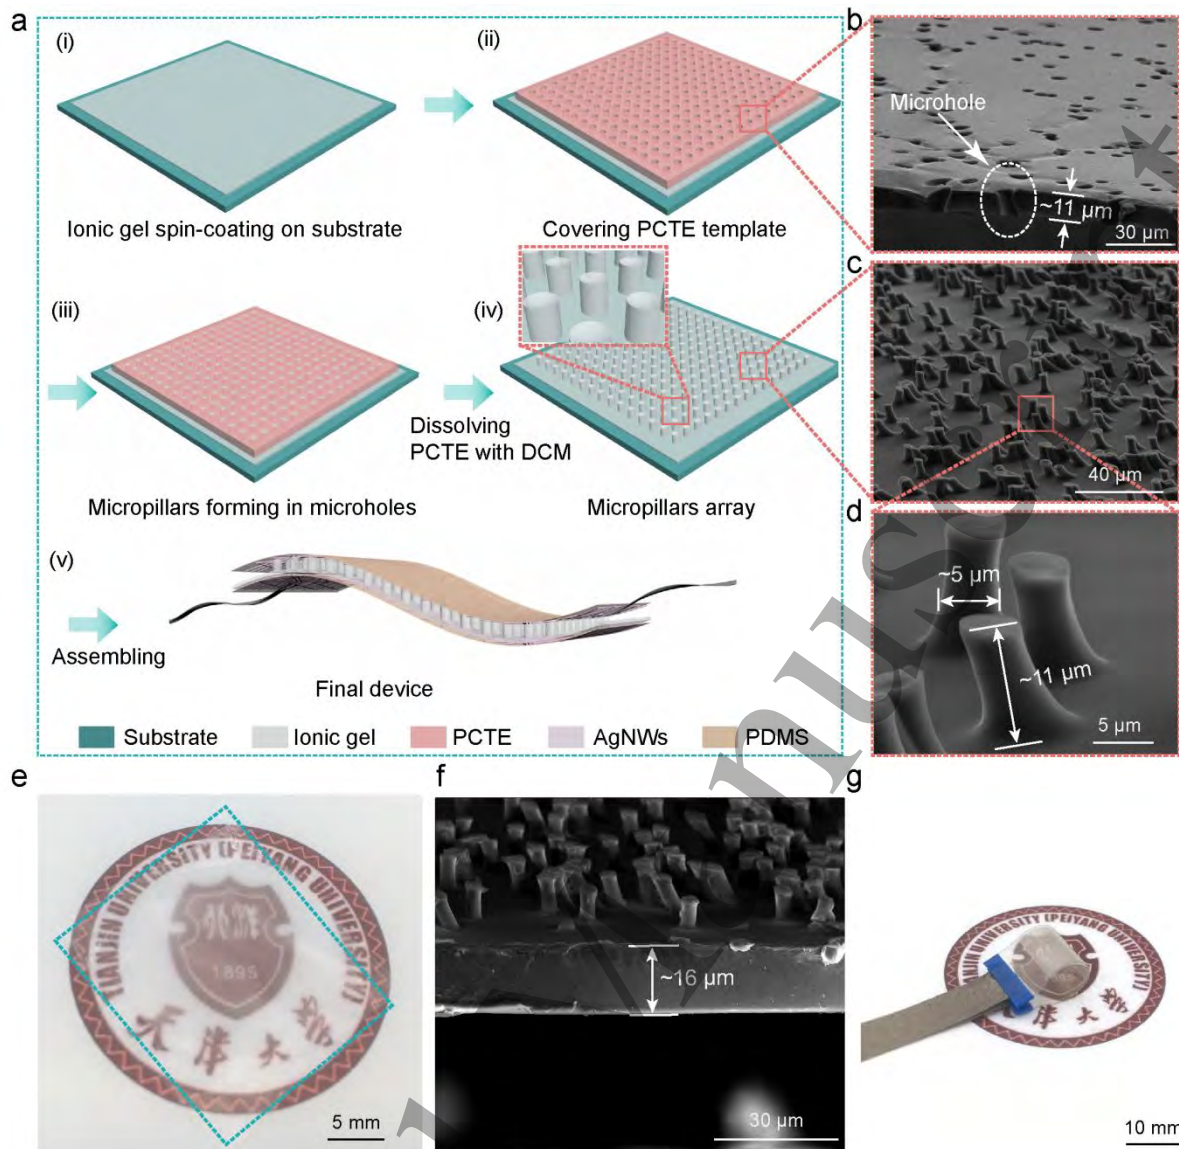 a
(i)
(ii)
Ionic gel spin-coating on substrate
Covering PCTE template
(iii)
(iv)
Dissolving
PCTE with DCM
Micropillars forming in microholes
Micropillars array
(v)
Assembling
Final device
Substrate
Ionic gel
PCTE
AgNWs
PDMS
b
Microhole
~11 μm
30 μm
c
40 μm
d
~5 μm
~11 μm
5 μm
e
TIANJIN UNIVERSITY (PEIYANG UNIVERSITY)
1895
天津大学
5 mm
f
~16 μm
30 μm
g
10 mm